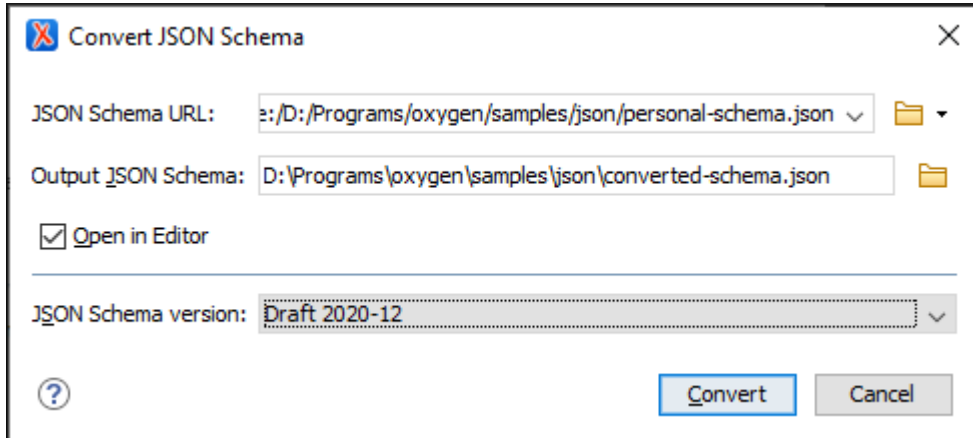 Convert JSON Schema
JSON Schema URL: e:/D:/Programs/oxygen/samples/json/personal-schema.json
Output JSON Schema: D:\Programs\oxygen\samples\json\converted-schema.json
Open in Editor
JSON Schema version: Draft 2020-12
? Convert Cancel